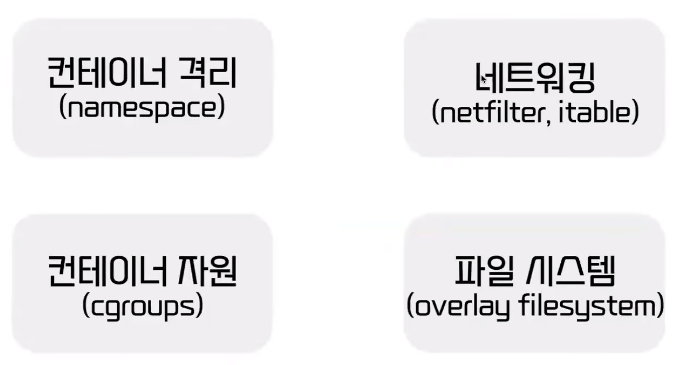 컨테이너 격리
(namespace)
네트워킹
(netfilter, itable)
컨테이너 자원
(cgroups)
파일 시스템
(overlay filesystem)